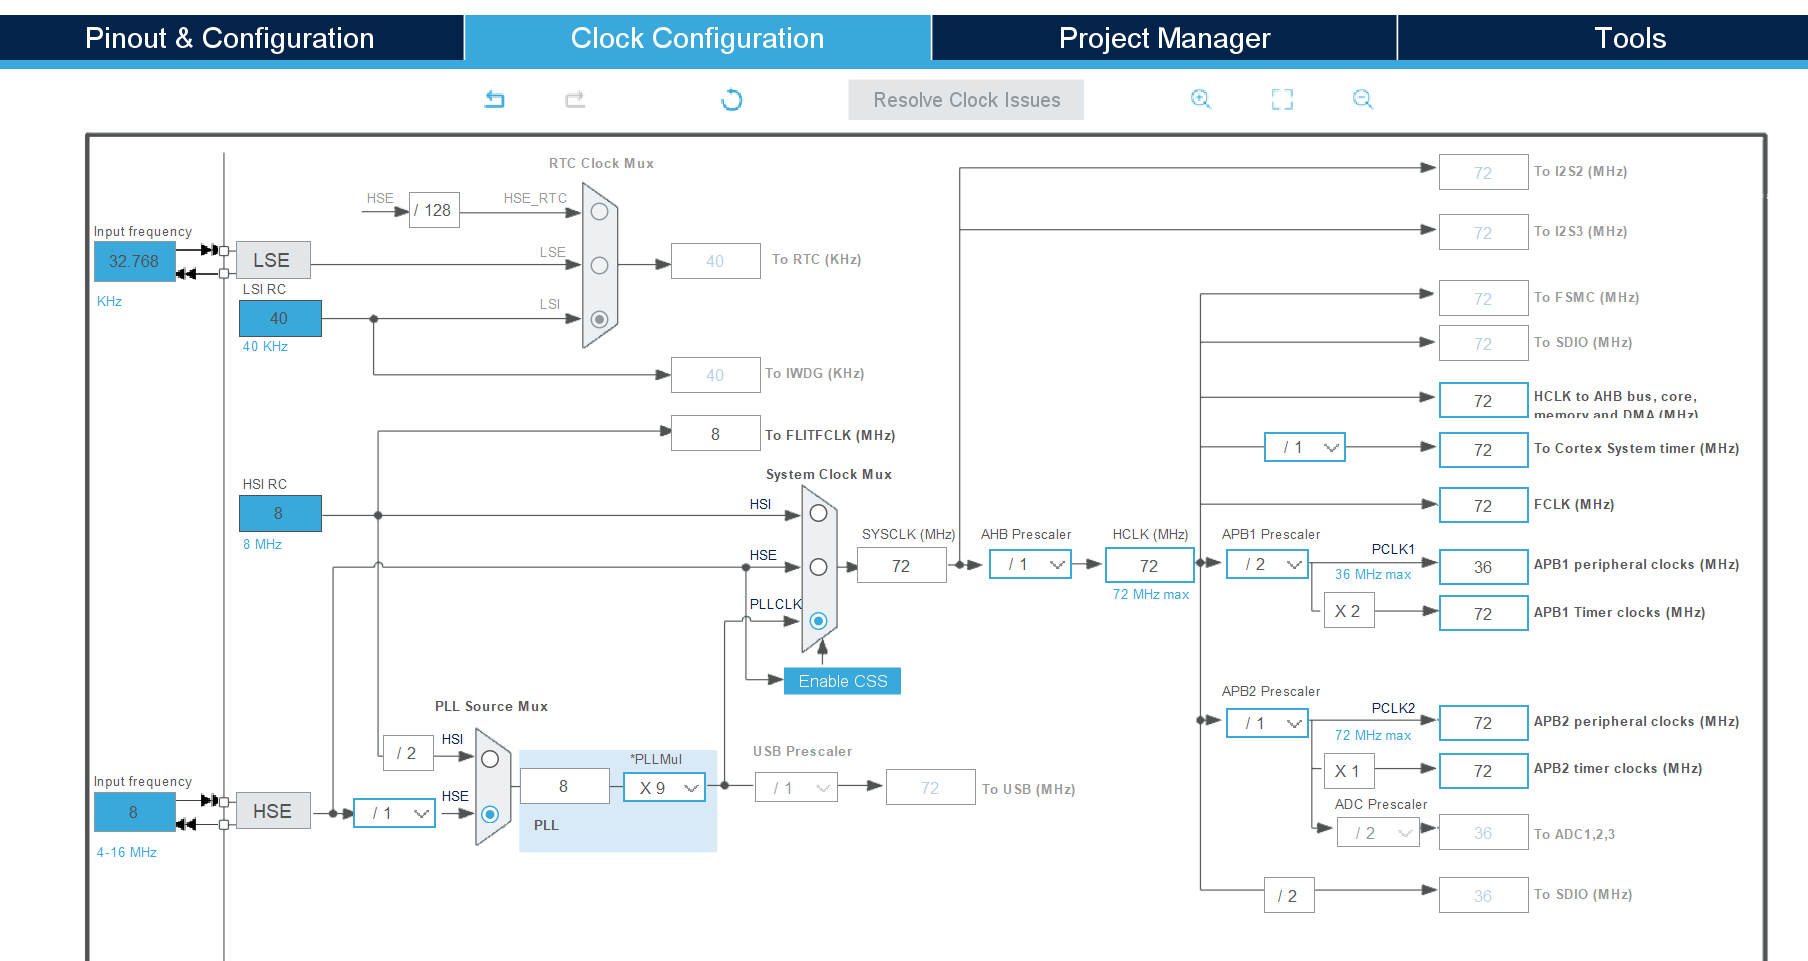 Pinout & Configuration
Clock Configuration
Project Manager
Tools
Resolve Clock Issues
RTC Clock Mux
HSE
/ 128
HSE_RTC
72
To I2S2 (MHz)
72
To I2S3 (MHz)
Input frequency
32.768
KHz
LSE
LSE
40
To RTC (KHz)
LSI RC
40
40 KHz
LSI
72
To FSMC (MHz)
72
To SDIO (MHz)
40
To IWDG (KHz)
72
HCLK to AHB bus, core,
memory and DMA (MHz)
8
To FLITFCLK (MHz)
/ 1
72
To Cortex System timer (MHz)
System Clock Mux
HSI RC
8
8 MHz
HSI
72
FCLK (MHz)
SYSCLK (MHz)
AHB Prescaler
HCLK (MHz)
APB1 Prescaler
HSE
72
/ 1
72
72 MHz max
/ 2
PCLK1
36 MHz max
36
APB1 peripheral clocks (MHz)
PLLCLK
X 2
72
APB1 Timer clocks (MHz)
Enable CSS
APB2 Prescaler
PLL Source Mux
/ 1
PCLK2
72 MHz max
72
APB2 peripheral clocks (MHz)
/ 2
HSI
*PLLMul
USB Prescaler
X 1
72
APB2 timer clocks (MHz)
Input frequency
8
4-16 MHz
HSE
/ 1
HSE
8
X 9
PLL
/ 1
72
To USB (MHz)
ADC Prescaler
/ 2
36
To ADC1,2,3
/ 2
36
To SDIO (MHz)